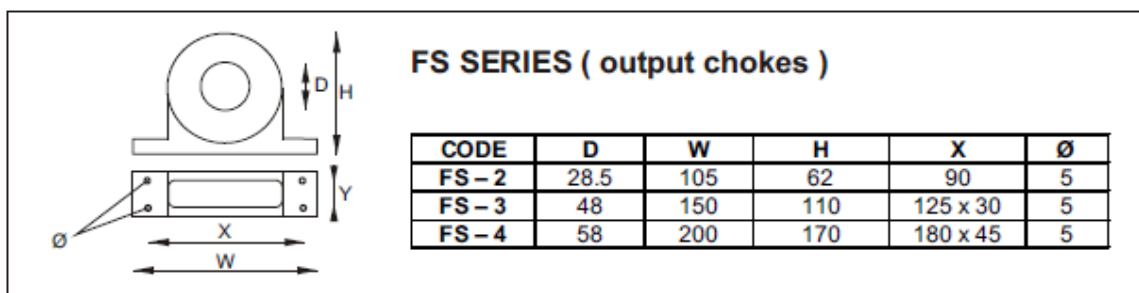 FS SERIES ( output chokes )
D
H
Y
Ø
X
W
CODE D W H X Ø
FS – 2 28.5 105 62 90 5
FS – 3 48 150 110 125 x 30 5
FS – 4 58 200 170 180 x 45 5